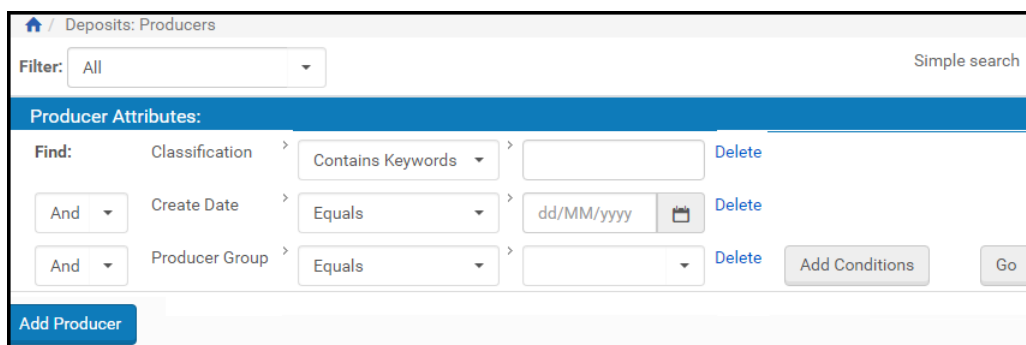 / Deposits: Producers
Filter: All Simple search
Producer Attributes:
Find: Classification > Contains Keywords > Delete
And Create Date > Equals > dd/MM/yyyy Delete
And Producer Group > Equals > Delete Add Conditions Go
Add Producer